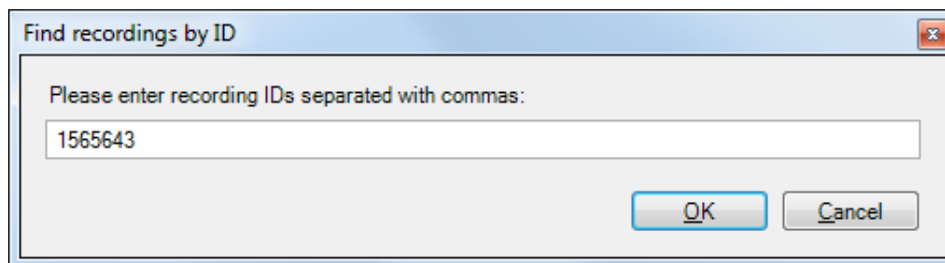 Find recordings by ID
Please enter recording IDs separated with commas:
1565643
OK
Cancel